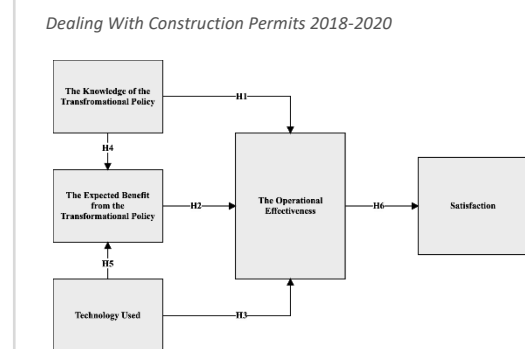 Dealing With Construction Permits 2018-2020
The Knowledge of the
Transfromational Policy
H1
H4
The Expected Benefit
from the
Transformational Policy
H2
The Operational
Effectiveness
H6
Satisfaction
H5
Technology Used
H3